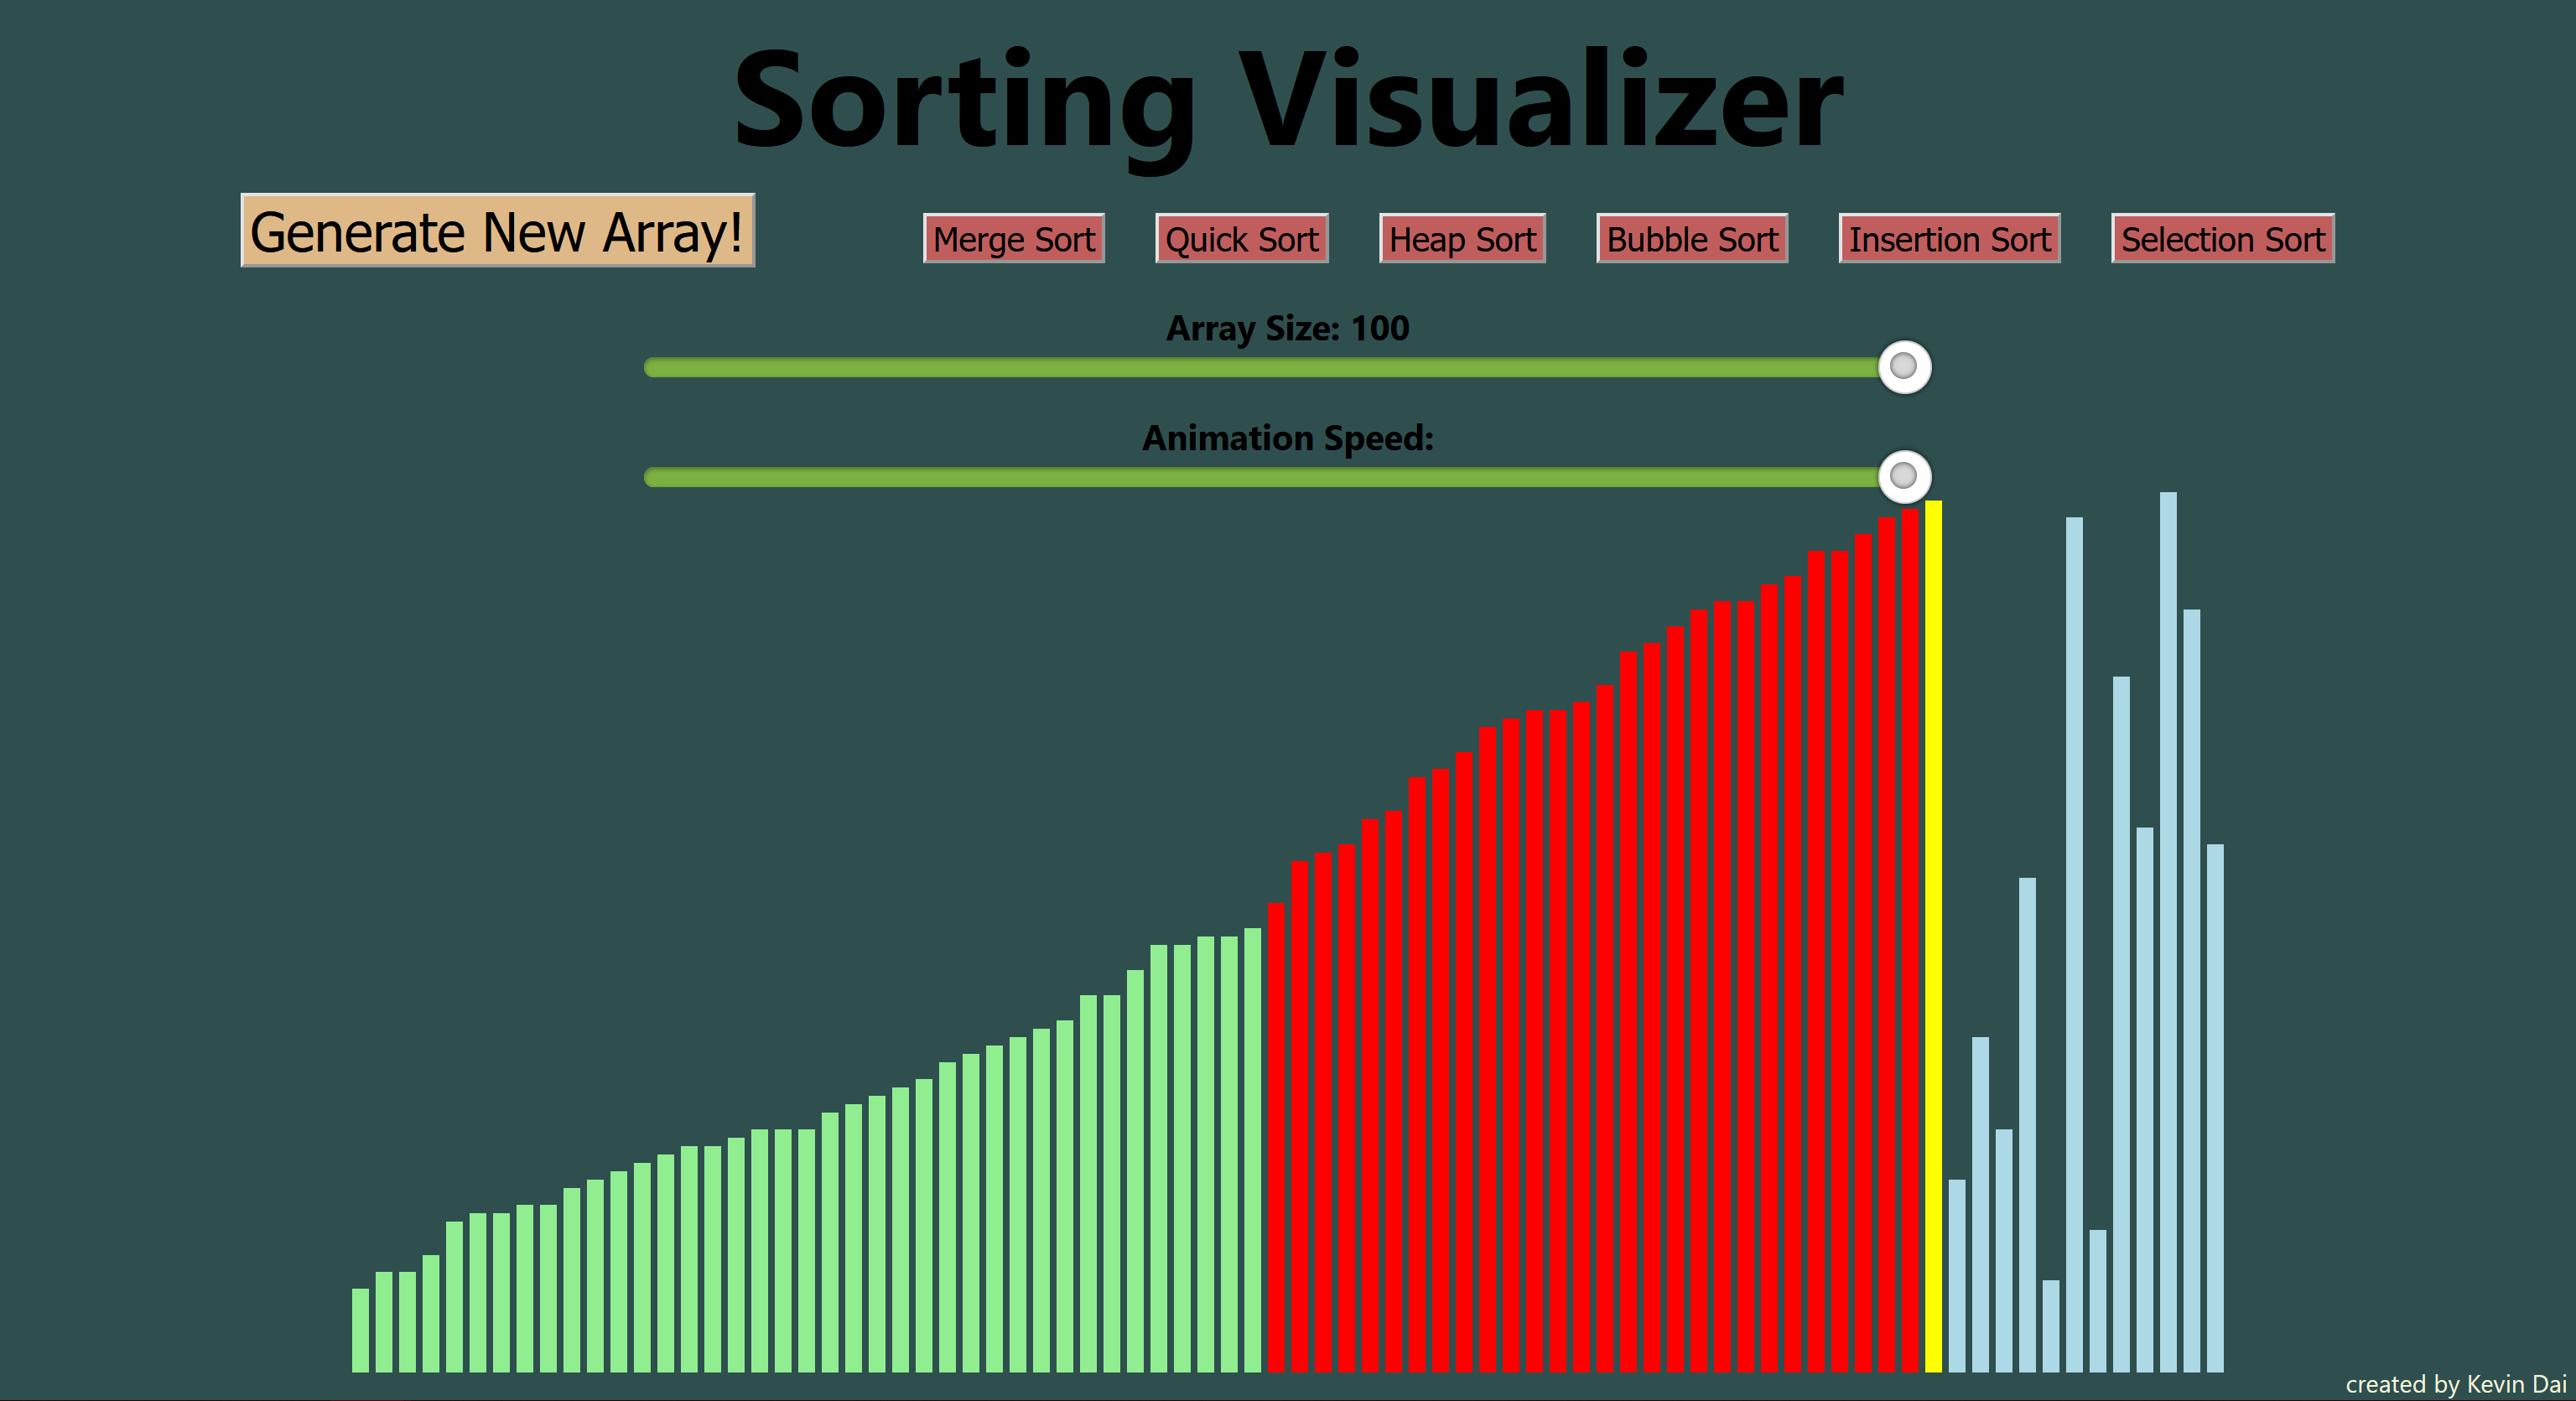 Sorting Visualizer
Generate New Array!
Merge Sort
Quick Sort
Heap Sort
Bubble Sort
Insertion Sort
Selection Sort
Array Size: 100
Animation Speed:
created by Kevin Dai